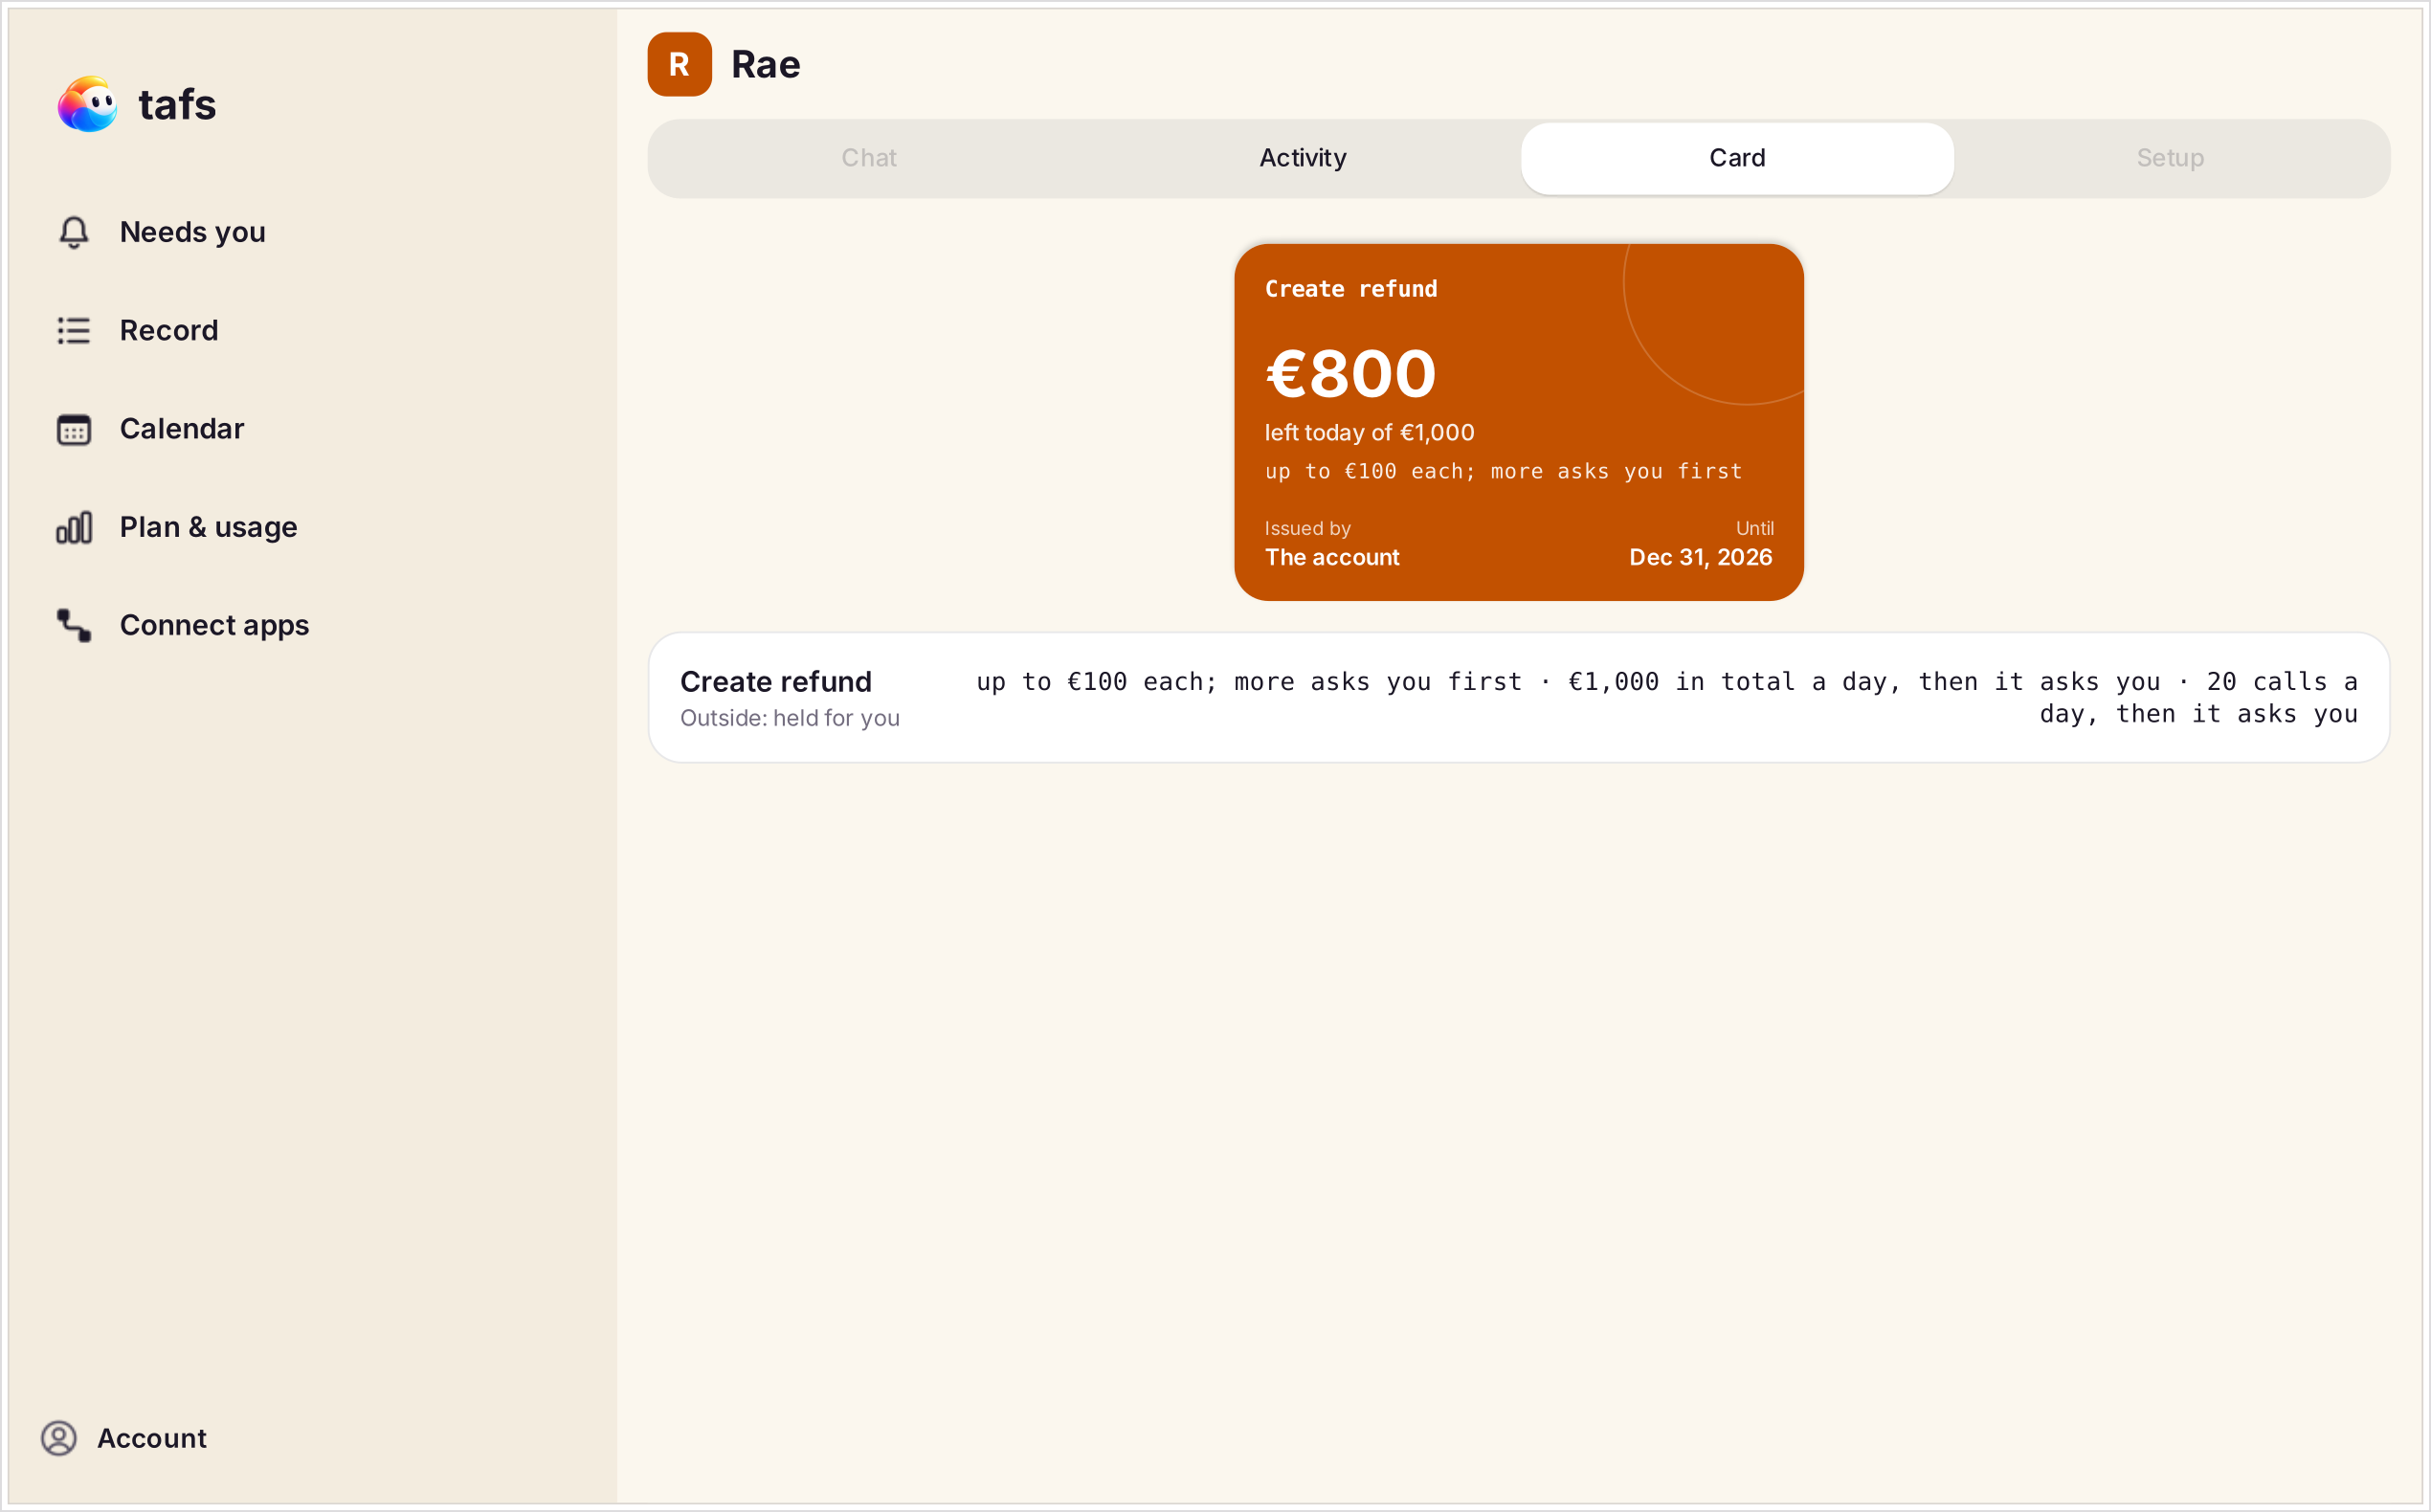 tafs
Needs you
Record
Calendar
Plan & usage
Connect apps
Account
R
Rae
Chat
Activity
Card
Setup
Create refund
€800
left today of €1,000
up to €100 each; more asks you first
Issued by
Until
The account
Dec 31, 2026
Create refund
Outside: held for you
up to €100 each; more asks you first · €1,000 in total a day, then it asks you · 20 calls a
day, then it asks you